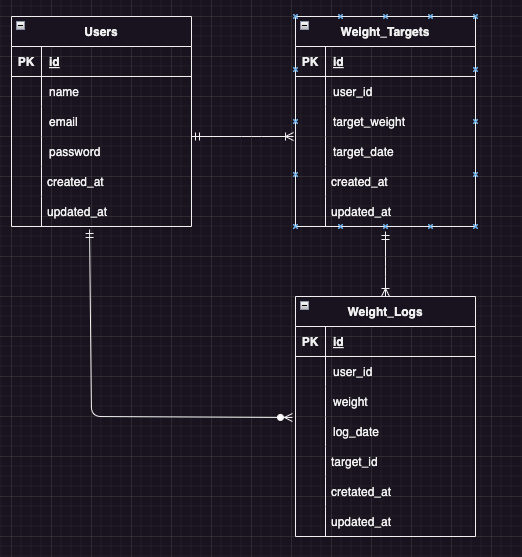 Users
PK id
name
email
password
created_at
updated_at
Weight_Targets
PK id
user_id
target_weight
target_date
created_at
updated_at
Weight_Logs
PK id
user_id
weight
log_date
target_id
cretated_at
updated_at